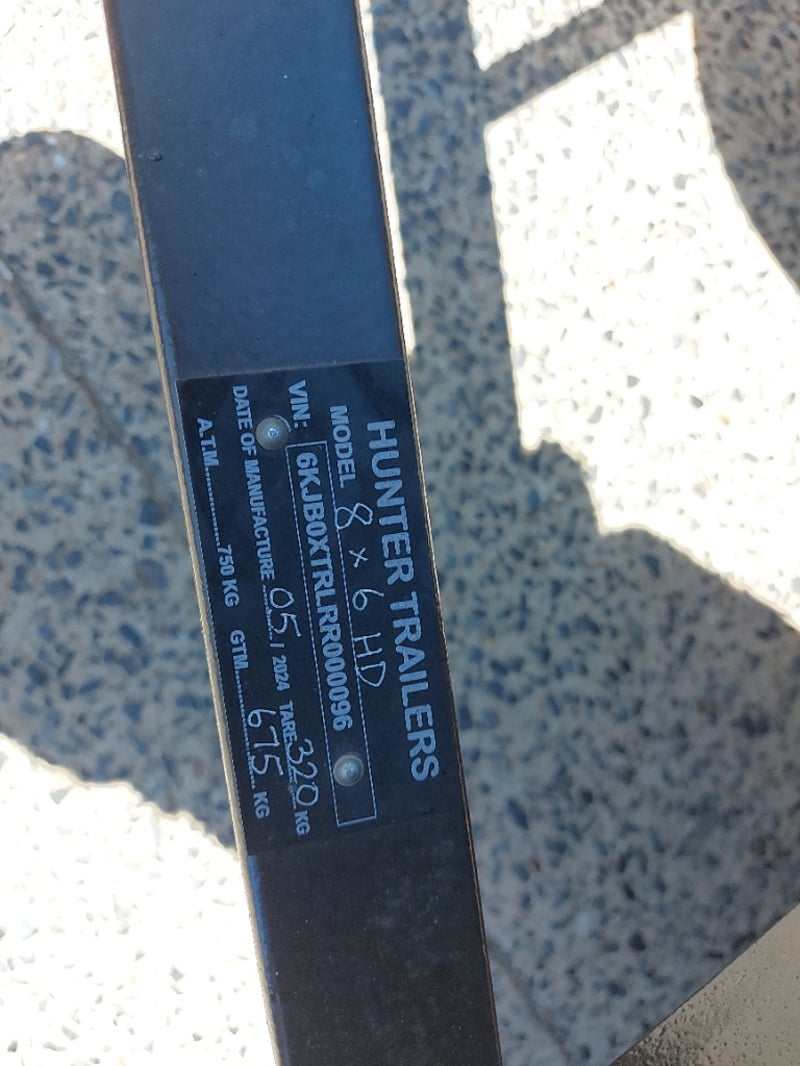 HUNTER TRAILERS
MODEL 8 x 6 HD
VIN: 6KJB0XTRLRR000096
DATE OF MANUFACTURE 05 / 2024 TARE 320 KG
A.T.M. 750 KG GTM 675 KG